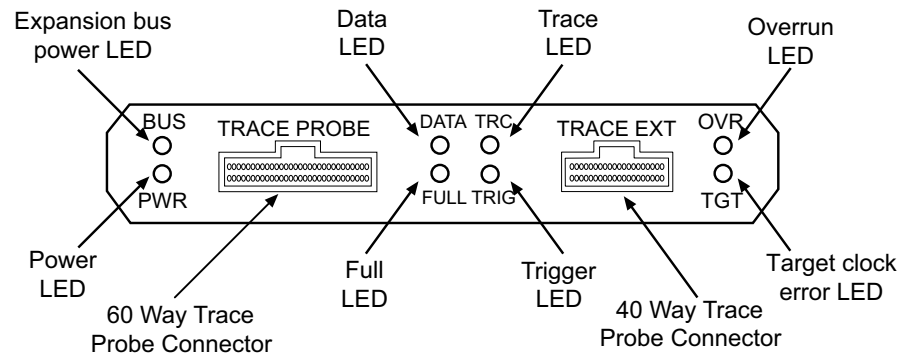 Expansion bus
power LED
Data
LED
Trace
LED
Overrun
LED
BUS
TRACE PROBE
DATA TRC
TRACE EXT
OVR
PWR
FULL TRIG
TGT
Power
LED
60 Way Trace
Probe Connector
Full
LED
Trigger
LED
40 Way Trace
Probe Connector
Target clock
error LED